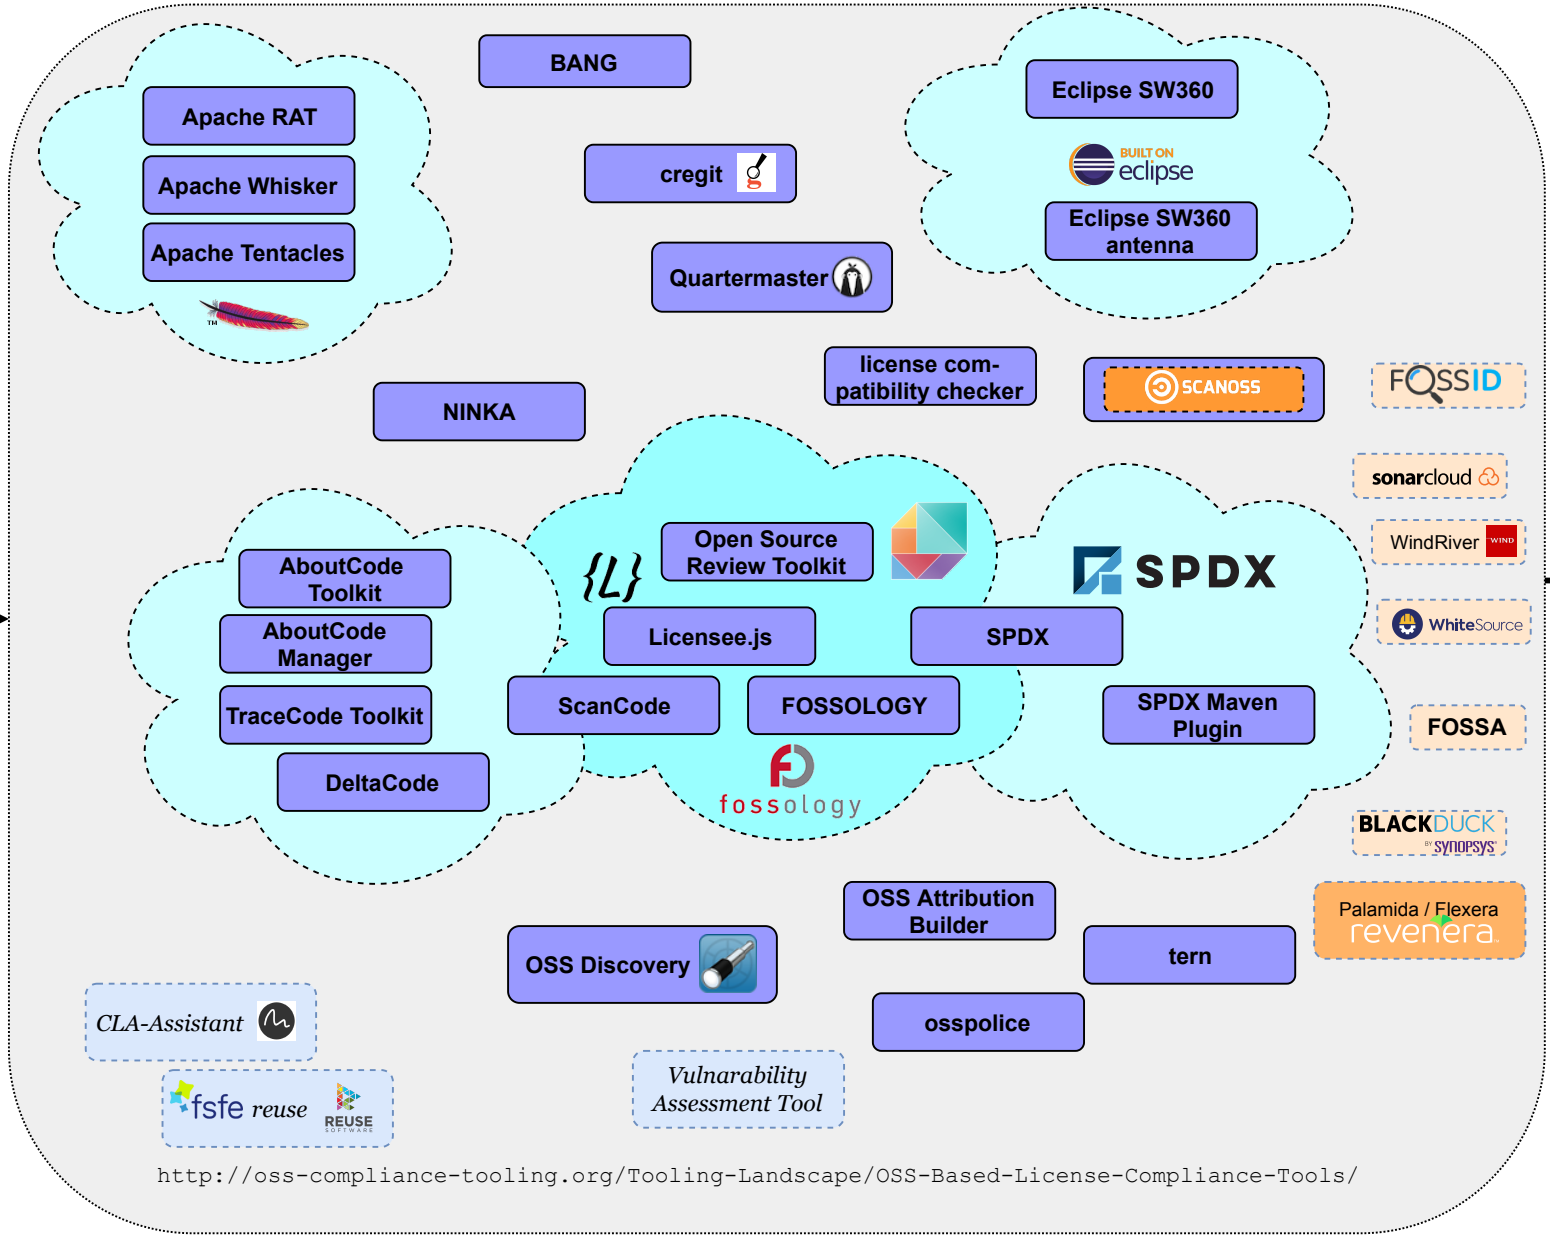 BANG
Apache RAT
Apache Whisker
Apache Tentacles
TM
cregit
Quartermaster
Eclipse SW360
BUILT ON
eclipse
Eclipse SW360
antenna
license com-
patibility checker
SCANOSS
FOSSID
NINKA
sonarcloud
WindRiver
WIND
WhiteSource
FOSSA
BLACKDUCK
BY SYNOPSYS
Palamida / Flexera
revenera
AboutCode
Toolkit
AboutCode
Manager
TraceCode Toolkit
DeltaCode
{L}
Open Source
Review Toolkit
Licensee.js
ScanCode
FOSSOLOGY
fossology
SPDX
SPDX
SPDX Maven
Plugin
OSS Attribution
Builder
OSS Discovery
tern
osspolice
CLA-Assistant
fsfe reuse
REUSE
SOFTWARE
Vulnarability
Assessment Tool
http://oss-compliance-tooling.org/Tooling-Landscape/OSS-Based-License-Compliance-Tools/